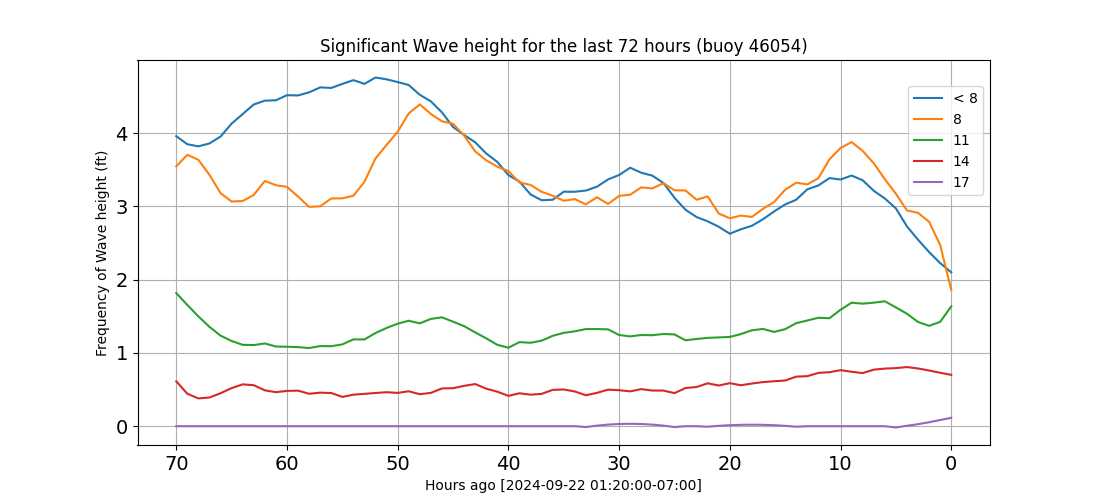 Significant Wave height for the last 72 hours (buoy 46054)
Frequency of Wave height (ft)
4
3
2
1
0
< 8
8
11
14
17
70 60 50 40 30 20 10 0
Hours ago [2024-09-22 01:20:00-07:00]